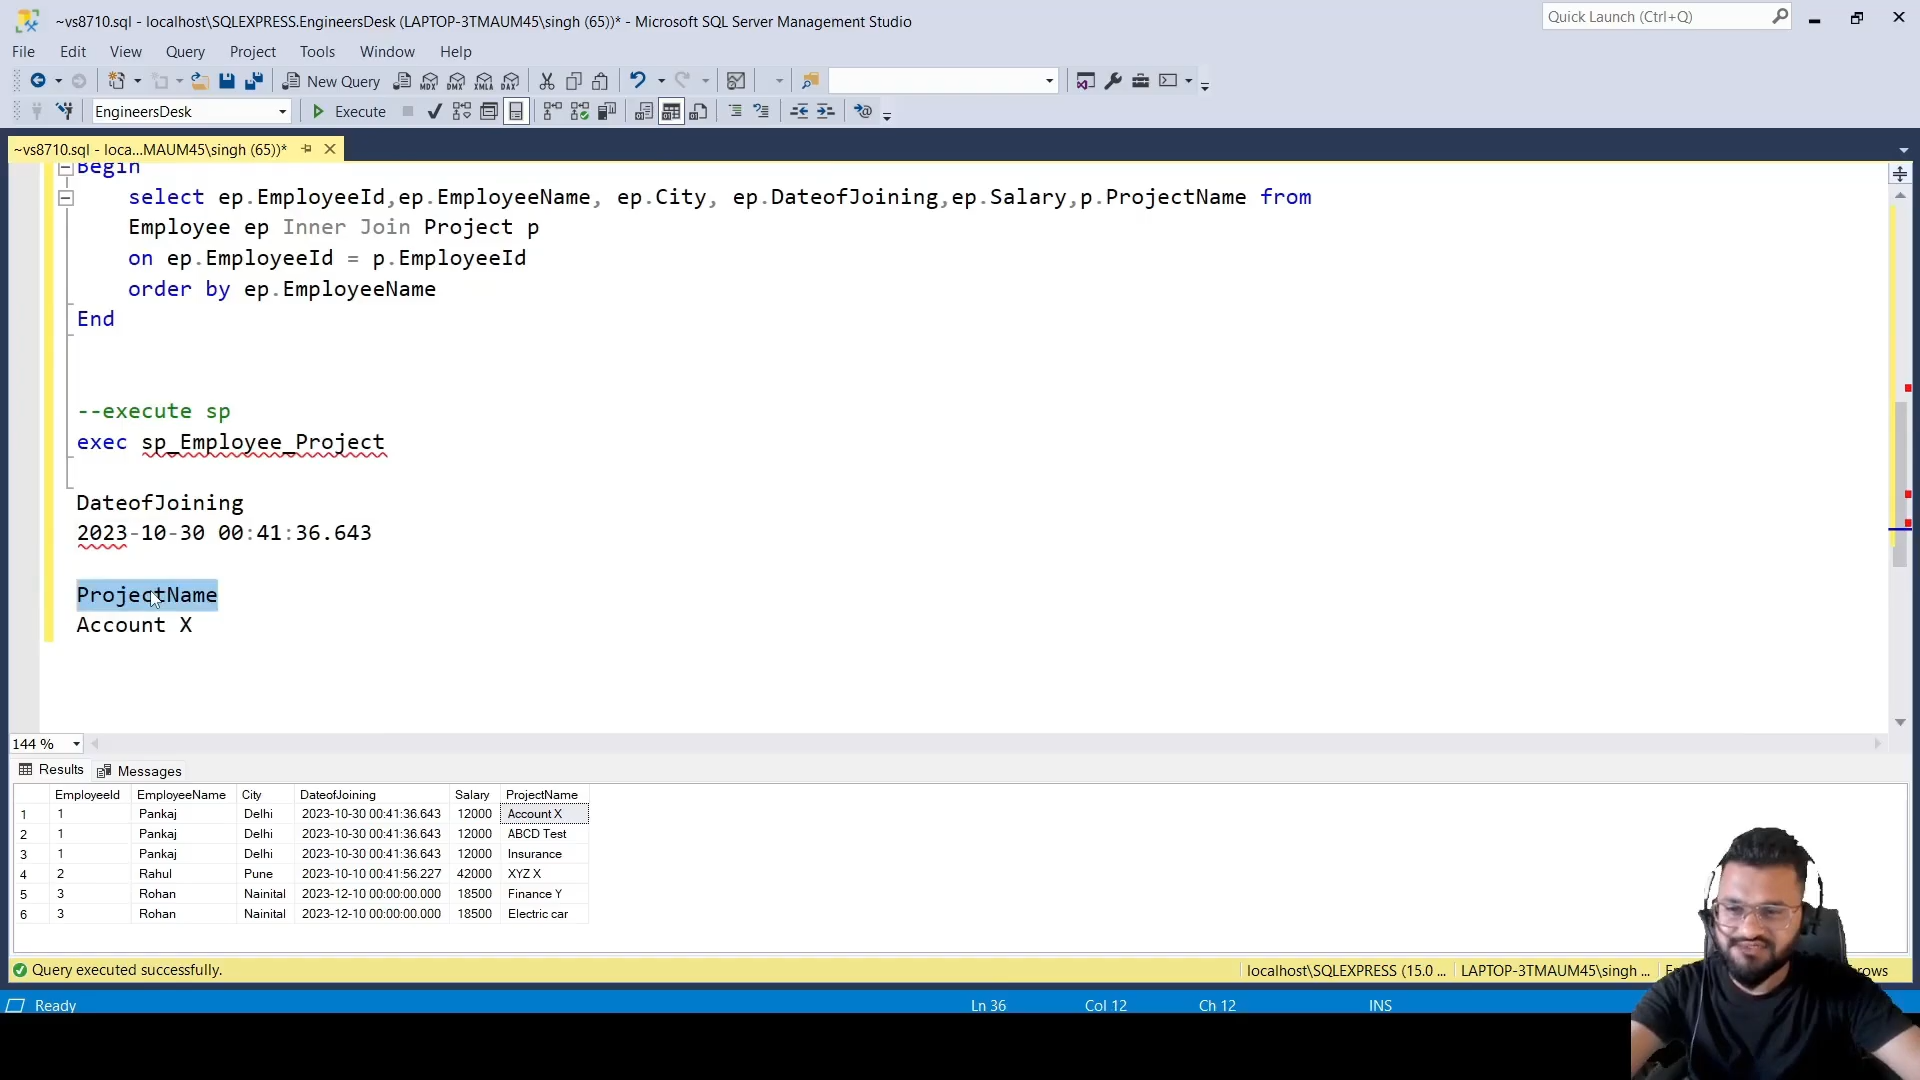 ~vs8710.sql - localhost\SQLEXPRESS.EngineersDesk (LAPTOP-3TMAUM45\singh (65))* - Microsoft SQL Server Management Studio
Quick Launch (Ctrl+Q)
File Edit View Query Project Tools Window Help
New Query
MDX DMX XMLA DAX
EngineersDesk
Execute
~vs8710.sql - loca...MAUM45\singh (65))*
Begin
select ep.EmployeeId,ep.EmployeeName, ep.City, ep.DateofJoining,ep.Salary,p.ProjectName from
Employee ep Inner Join Project p
on ep.EmployeeId = p.EmployeeId
order by ep.EmployeeName
End
--execute sp
exec sp_Employee_Project
DateofJoining
2023-10-30 00:41:36.643
ProjectName
Account X
144 %
Results Messages
EmployeeId EmployeeName City DateofJoining Salary ProjectName
1 1 Pankaj Delhi 2023-10-30 00:41:36.643 12000 Account X
2 1 Pankaj Delhi 2023-10-30 00:41:36.643 12000 ABCD Test
3 1 Pankaj Delhi 2023-10-30 00:41:36.643 12000 Insurance
4 2 Rahul Pune 2023-10-10 00:41:56.227 42000 XYZ X
5 3 Rohan Nainital 2023-12-10 00:00:00.000 18500 Finance Y
6 3 Rohan Nainital 2023-12-10 00:00:00.000 18500 Electric car
Query executed successfully.
localhost\SQLEXPRESS (15.0 ... LAPTOP-3TMAUM45\singh ... rows
Ready Ln 36 Col 12 Ch 12 INS